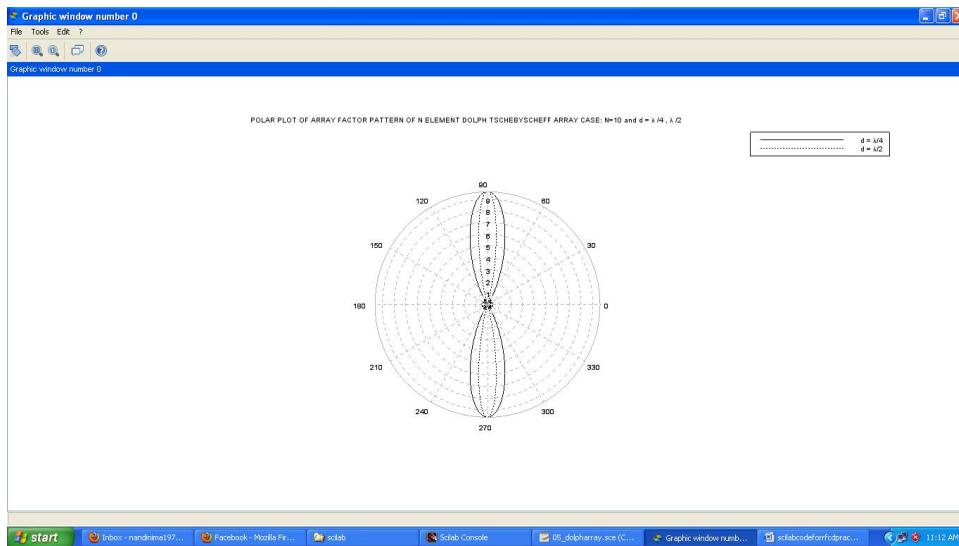 Graphic window number 0
File Tools Edit ?
Graphic window number 0
POLAR PLOT OF ARRAY FACTOR PATTERN OF N ELEMENT DOLPH TSCHEBYSCHEFF ARRAY CASE: N=10 and d = λ /4 , λ /2
d = λ/4
d = λ/2
90
120
60
9
8
7
150
30
6
5
4
3
2
1
180
0
210
330
240
300
270
start
Inbox - nandinima197...
Facebook - Mozilla Fir...
scilab
Scilab Console
05_dolpharray.sce (C...
Graphic window numb...
scilabcodeforrfcdprac...
11:12 AM